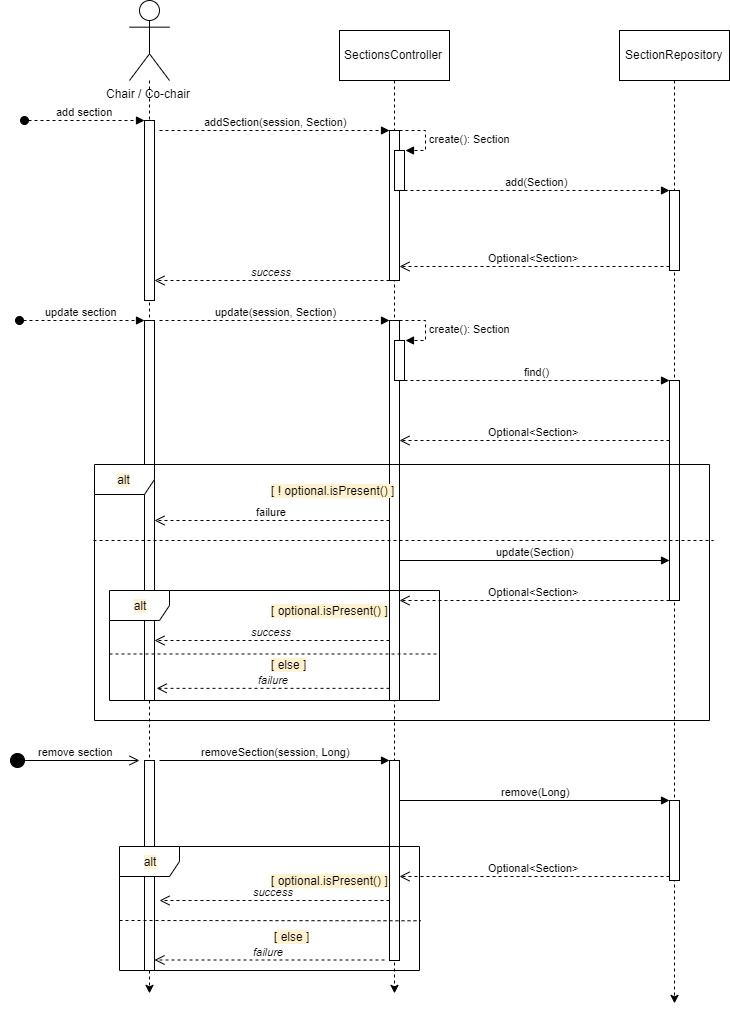 SectionsController
SectionRepository
Chair / Co-chair
add section
addSection(session, Section)
create(): Section
add(Section)
Optional<Section>
success
update section
update(session, Section)
create(): Section
find()
Optional<Section>
alt
[ ! optional.isPresent() ]
failure
update(Section)
Optional<Section>
alt
[ optional.isPresent() ]
success
[ else ]
failure
remove section
removeSection(session, Long)
remove(Long)
alt
Optional<Section>
[ optional.isPresent() ]
success
[ else ]
failure